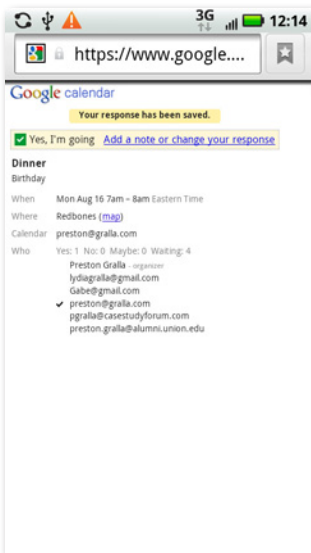 3G 12:14
https://www.google....
Google calendar
Your response has been saved.
Yes, I'm going Add a note or change your response
Dinner
Birthday
When Mon Aug 16 7am – 8am Eastern Time
Where Redbones (map)
Calendar preston@gralla.com
Who Yes: 1 No: 0 Maybe: 0 Waiting: 4
Preston Gralla - organizer
lydiagralla@gmail.com
Gabe@gmail.com
preston@gralla.com
pgralla@casestudyforum.com
preston.gralla@alumni.union.edu